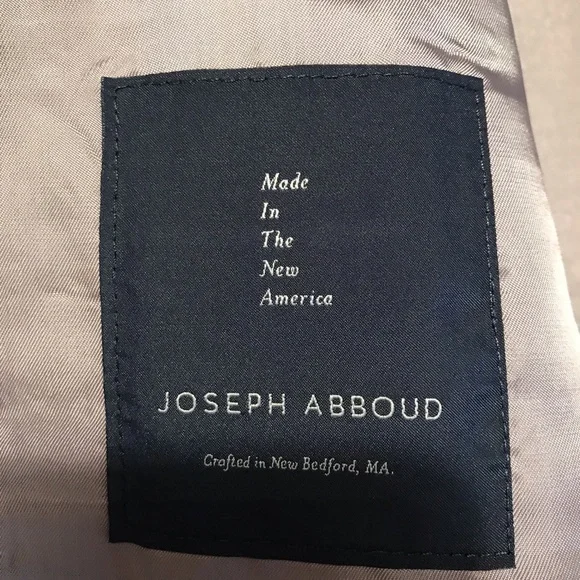 Made
In
The
New
America
JOSEPH ABBOUD
Crafted in New Bedford, MA.